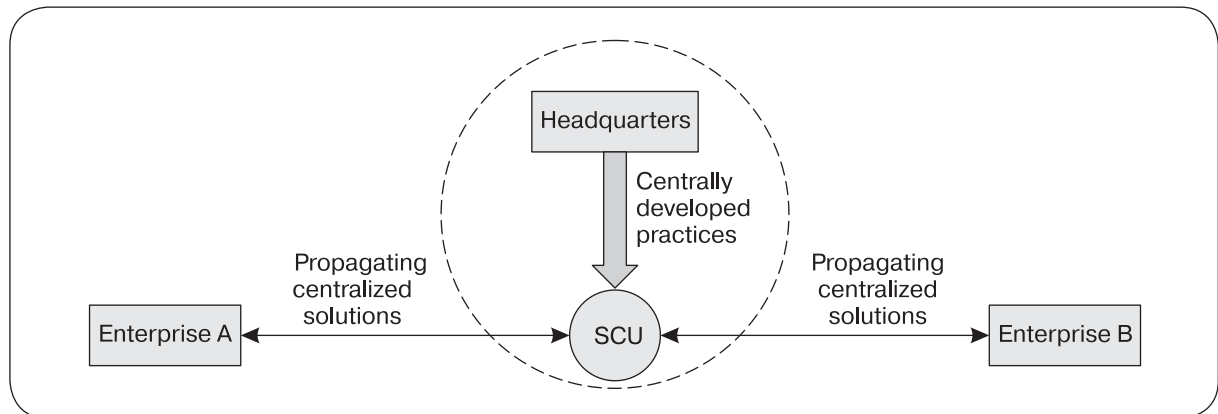 Headquarters
Centrally
developed
practices
Propagating
centralized
solutions
Propagating
centralized
solutions
Enterprise A
SCU
Enterprise B